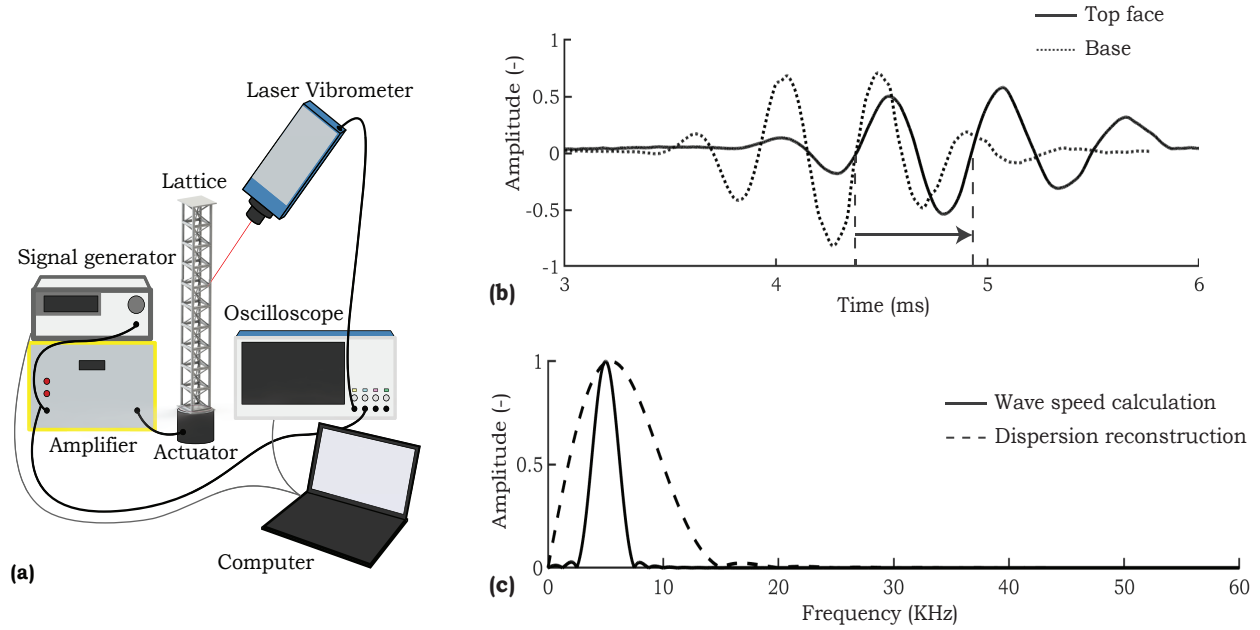 Laser Vibrometer
Lattice
Signal generator
Oscilloscope
Amplifier
Actuator
Computer
(a)
Top face
Base
Amplitude (-)
1
0.5
0
-0.5
-1
3 4 5 6
Time (ms)
(b)
Wave speed calculation
Dispersion reconstruction
Amplitude (-)
1
0.5
0
0 10 20 30 40 50 60
Frequency (KHz)
(c)